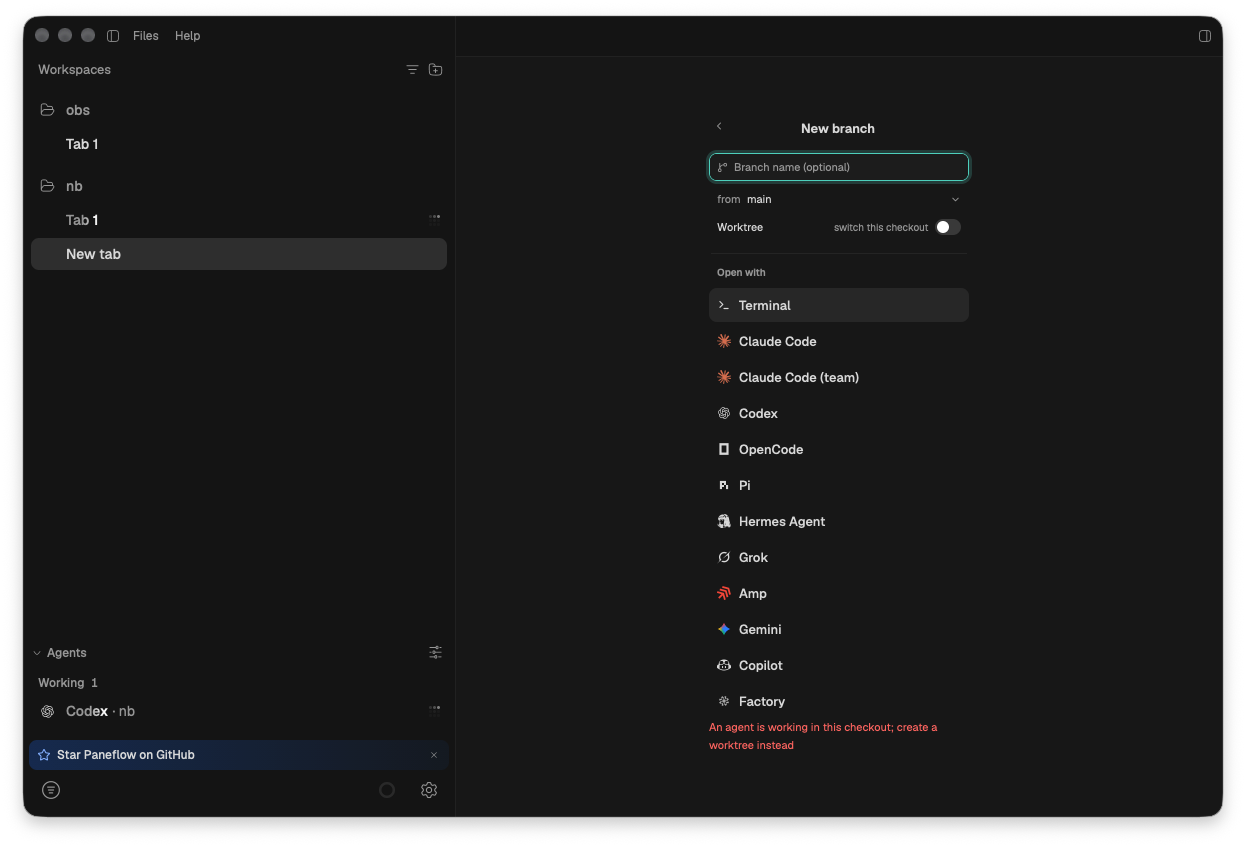 Files Help
Workspaces
obs
Tab 1
nb
Tab 1
New tab
Agents
Working 1
Codex · nb
Star Paneflow on GitHub
New branch
Branch name (optional)
from main
Worktree switch this checkout
Open with
Terminal
Claude Code
Claude Code (team)
Codex
OpenCode
Pi
Hermes Agent
Grok
Amp
Gemini
Copilot
Factory
An agent is working in this checkout; create a
worktree instead